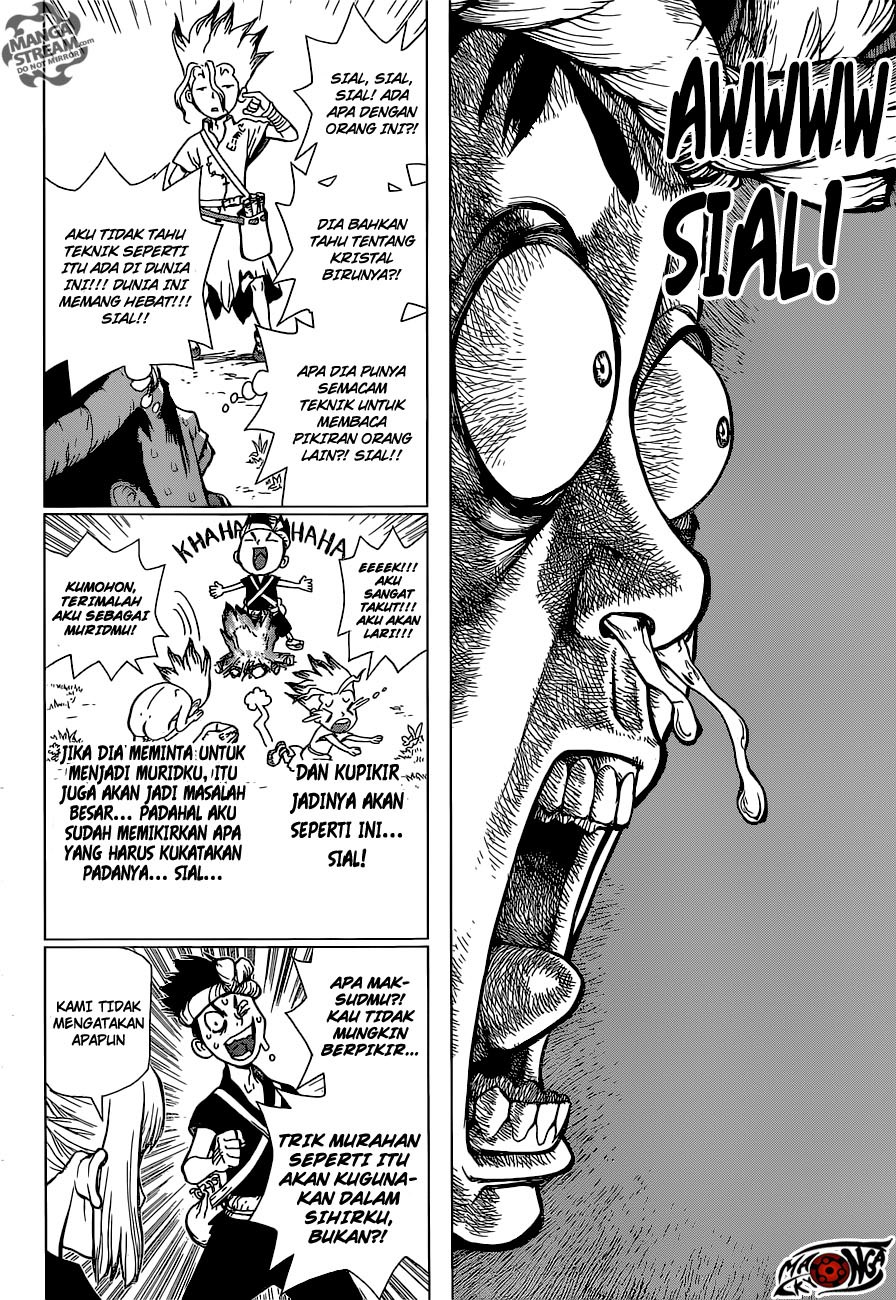 AWWWW
SIAL!
SIAL, SIAL,
SIAL! ADA
APA DENGAN
ORANG INI?!
DIA BAHKAN
TAHU TENTANG
KRISTAL
BIRUNYA?!
AKU TIDAK TAHU
TEKNIK SEPERTI
ITU ADA DI DUNIA
INI!!! DUNIA INI
MEMANG HEBAT!!!
SIAL!!
APA DIA PUNYA
SEMACAM
TEKNIK UNTUK
MEMBACA
PIKIRAN ORANG
LAIN?! SIAL!!
KHAHA HAHA
EEEEK!!!
AKU
SANGAT
TAKUT!!!
AKU AKAN
LARI!!!
KUMOHON,
TERIMALAH
AKU SEBAGAI
MURIDMU!
DAN KUPIKIR
JADINYA AKAN
SEPERTI INI...
SIAL!
JIKA DIA MEMINTA UNTUK
MENJADI MURIDKU, ITU
JUGA AKAN JADI MASALAH
BESAR... PADAHAL AKU
SUDAH MEMIKIRKAN APA
YANG HARUS KUKATAKAN
PADANYA... SIAL...
APA MAK-
SUDMU?!
KAU TIDAK
MUNGKIN
BERPIKIR...
TRIK MURAHAN
SEPERTI ITU
AKAN KUGUNA-
KAN DALAM
SIHIRKU,
BUKAN?!
KAMI TIDAK
MENGATAKAN
APAPUN
MANGA
STREAM.com
DO NOT MIRROR!